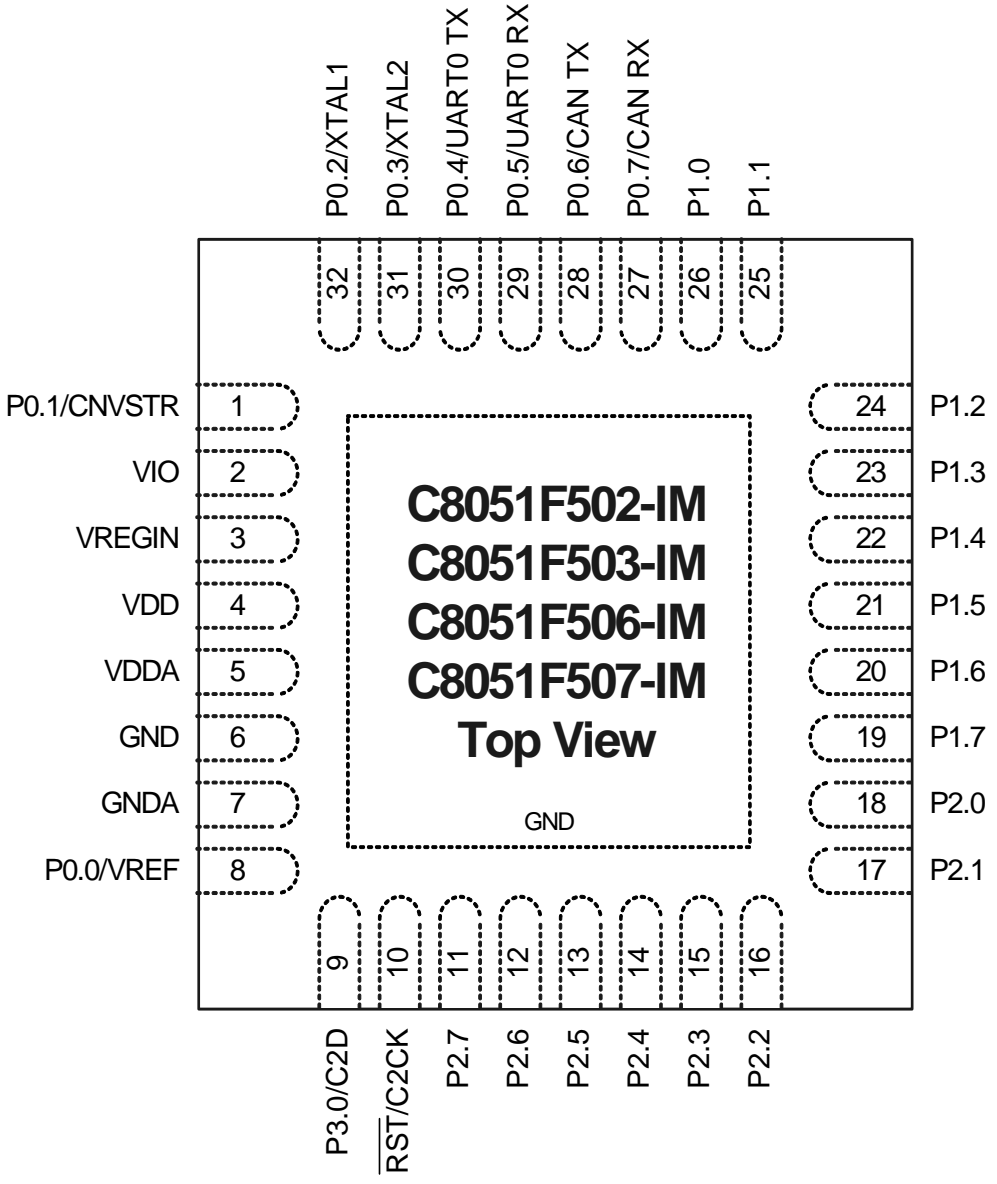 P0.2/XTAL1
P0.3/XTAL2
P0.4/UART0 TX
P0.5/UART0 RX
P0.6/CAN TX
P0.7/CAN RX
P1.0
P1.1
32
31
30
29
28
27
26
25
P0.1/CNVSTR 1
VIO 2
VREGIN 3
VDD 4
VDDA 5
GND 6
GNDA 7
P0.0/VREF 8
C8051F502-IM
C8051F503-IM
C8051F506-IM
C8051F507-IM
Top View
GND
24 P1.2
23 P1.3
22 P1.4
21 P1.5
20 P1.6
19 P1.7
18 P2.0
17 P2.1
9
10
11
12
13
14
15
16
P3.0/C2D
RST/C2CK
P2.7
P2.6
P2.5
P2.4
P2.3
P2.2